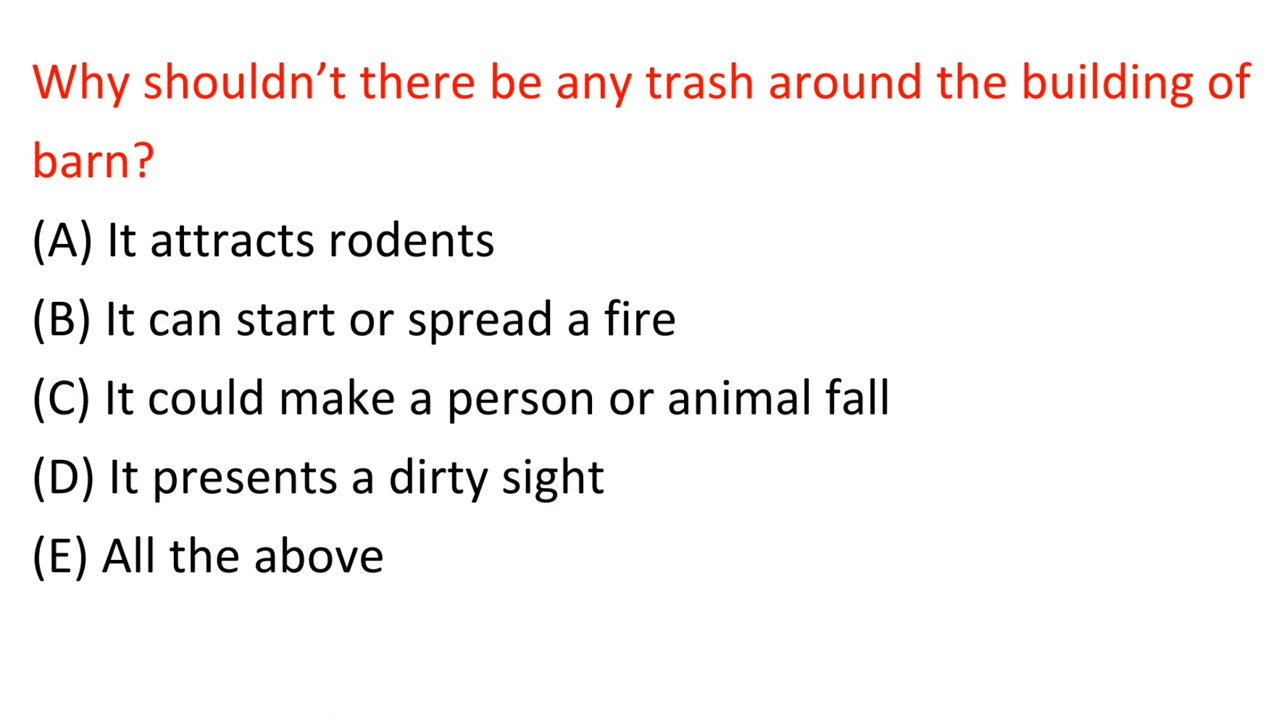 Why shouldn’t there be any trash around the building of
barn?
(A) It attracts rodents
(B) It can start or spread a fire
(C) It could make a person or animal fall
(D) It presents a dirty sight
(E) All the above